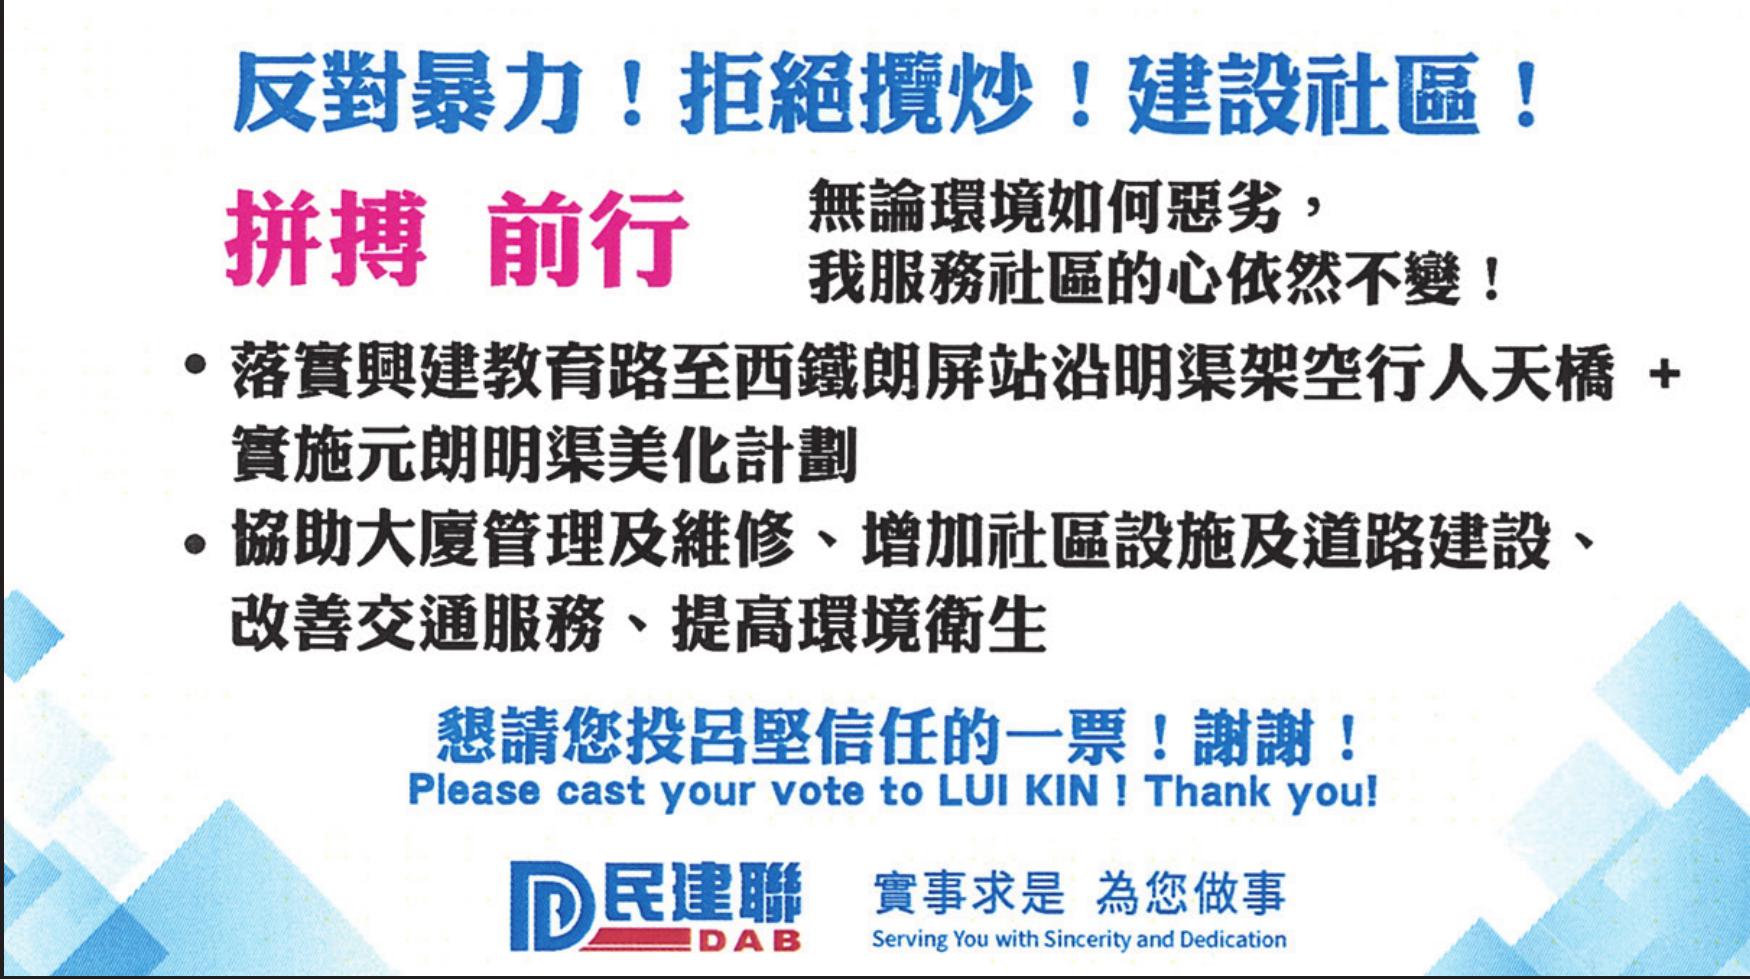 反對暴力！拒絕攬炒！建設社區！
拼搏 前行
無論環境如何惡劣，
我服務社區的心依然不變！
• 落實興建教育路至西鐵朗屏站沿明渠架空行人天橋 +
實施元朗明渠美化計劃
• 協助大廈管理及維修、增加社區設施及道路建設、
改善交通服務、提高環境衛生
懇請您投呂堅信任的一票！謝謝！
Please cast your vote to LUI KIN ! Thank you!
民建聯
DAB
實事求是 為您做事
Serving You with Sincerity and Dedication